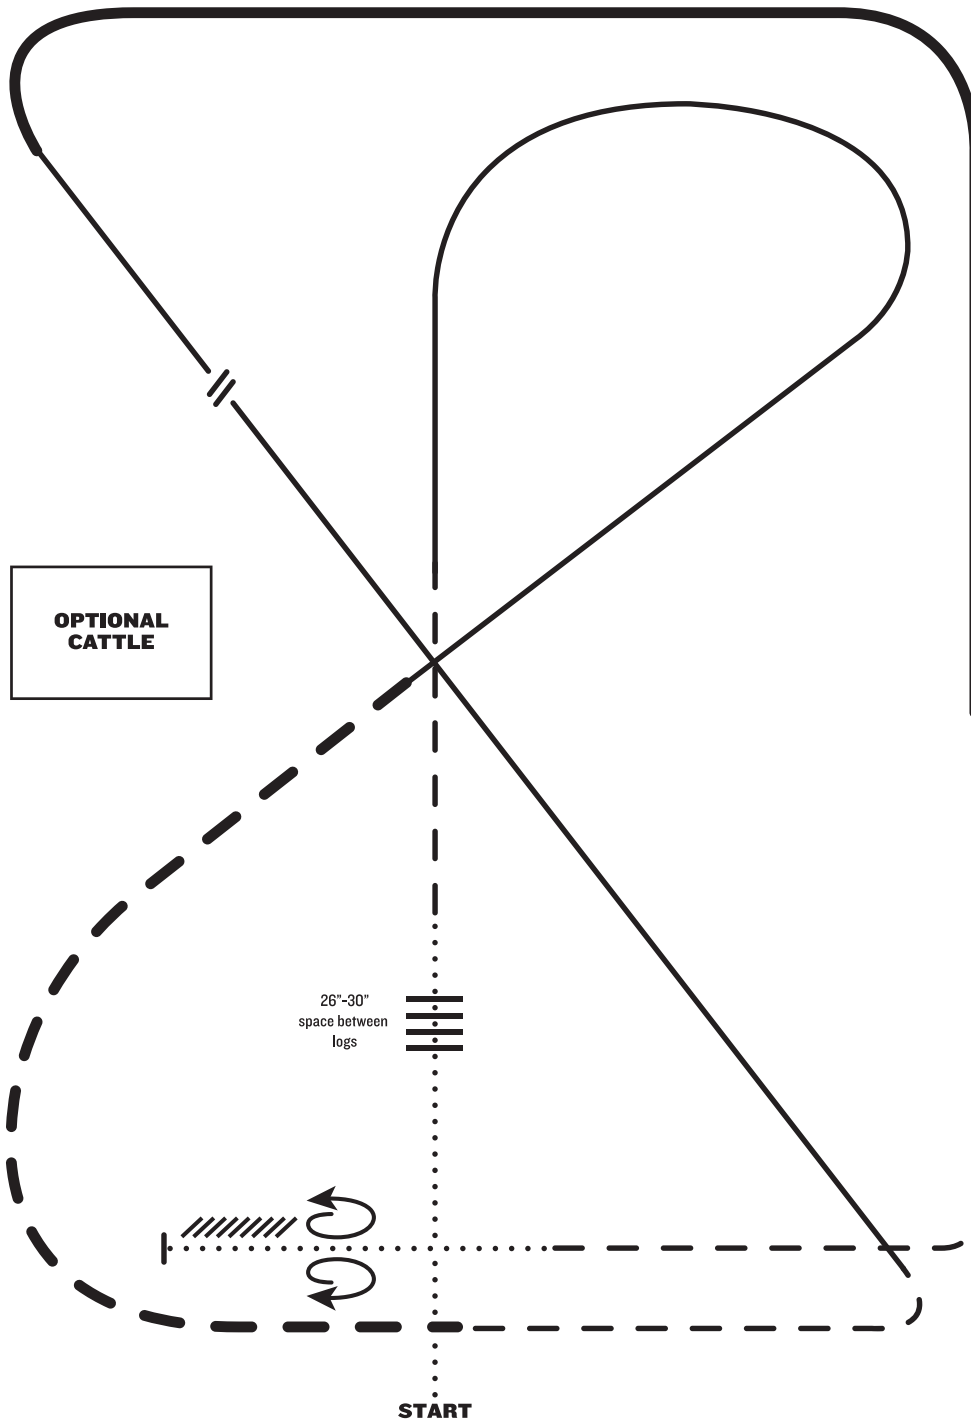 OPTIONAL
CATTLE
26”-30”
space between
logs
START